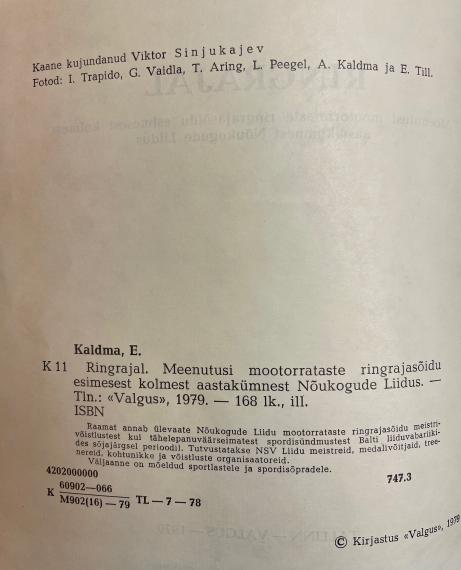 Kaane kujundanud Viktor Sinjukajev
Fotod: I. Trapido, G. Vaidla, T. Aring, L. Peegel, A. Kaldma ja E. Till.
Kaldma, E.
K 11 Ringrajal. Meenutusi mootorrataste ringrajasõidu
esimesest kolmest aastakümnest Nõukogude Liidus. —
Tln.: «Valgus», 1979. — 168 lk., ill.
ISBN
Raamat annab ülevaate Nõukogude Liidu mootorrataste ringrajasõidu meistri-
võistlustest kui tähelepanuväärseimatest spordisündmustest Balti liiduvabariiki-
des sõjajärgsel perioodil. Tutvustatakse NSV Liidu meistreid, medalivõitjaid, tree-
nereid, kohtunikke ja võistluste organisaatoreid.
Väljaanne on mõeldud sportlastele ja spordisõpradele.
4202000000
747.3
K 60902—066
M902(16) — 79 TL — 7 — 78
© Kirjastus «Valgus», 1979